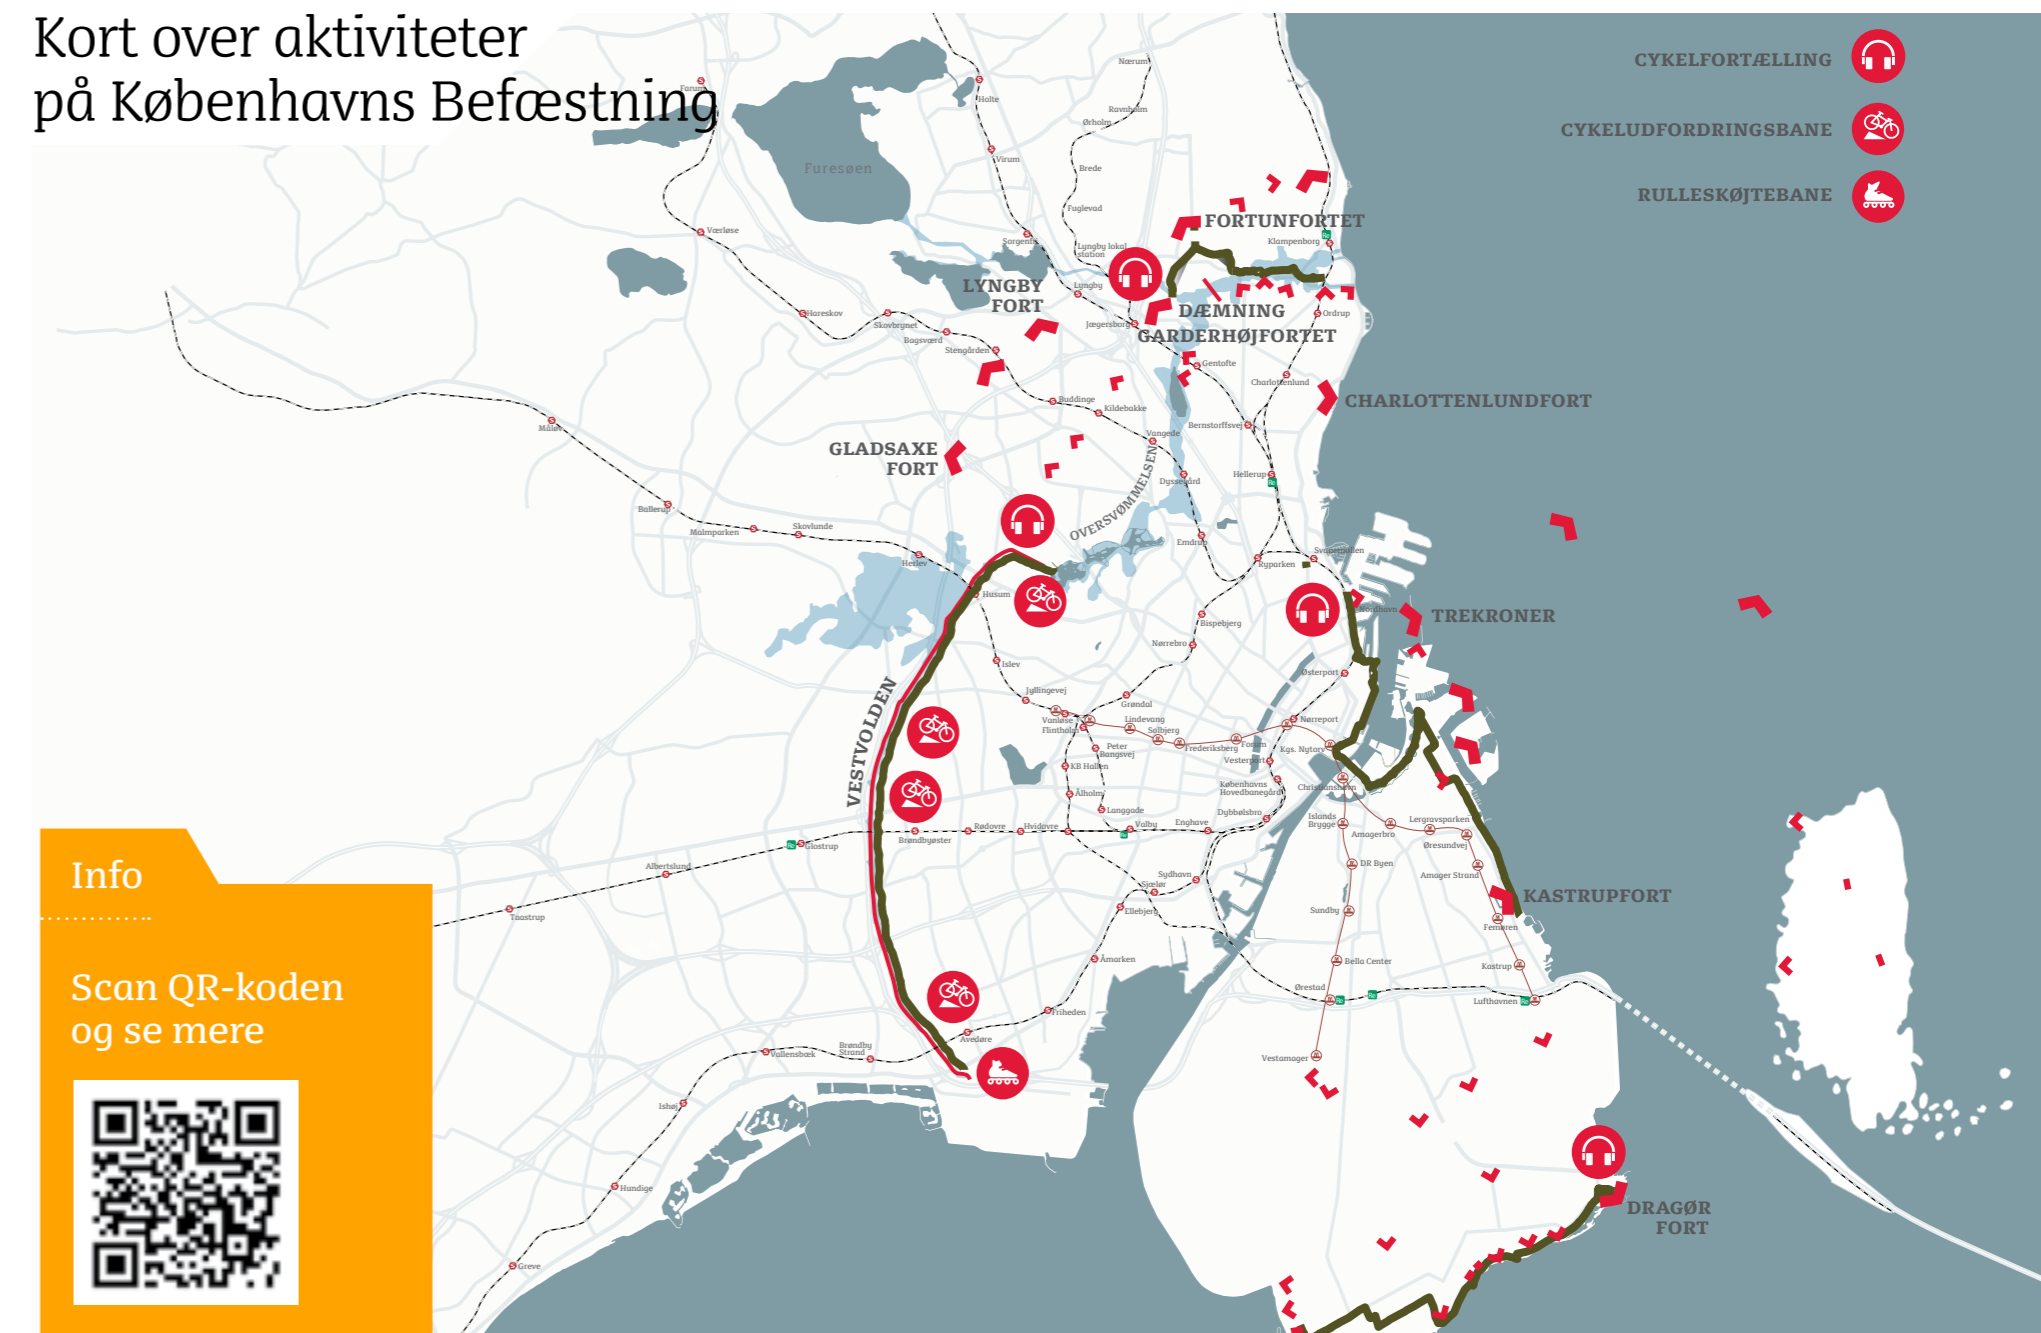 Kort over aktiviteter
på Københavns Befæstning
CYKELFORTÆLLING
CYKELUDFORDRINGSBANE
RULLESKØJTEBANE
Nærum
Farum
Holte
Ravnholm
Ørholm
Virum
Furesøen
Brede
Fuglevad
FORTUNFORTET
Værløse
Sorgenfri
Lyngby lokal
station
Klampenborg
LYNGBY
FORT
Lyngby
DÆMNING
Hareskov
Skovbrynet
Jægersborg
Ordrup
Bagsværd
GARDERHØJFORTET
Stengården
Gentofte
Charlottenlund
CHARLOTTENLUNDFORT
Buddinge
Kildebakke
Måløv
Bernstorffsvej
Vangede
GLADSAXE
FORT
OVERSVØMMELSEN
Hellerup
Dyssegård
Ballerup
Malmparken
Skovlunde
Emdrup
Svanemøllen
Herlev
Ryparken
Husum
Nordhavn
TREKRONER
Bispebjerg
Nørrebro
Islev
Østerport
VESTVOLDEN
Jyllingevej
Grøndal
Vanløse
Flintholm
Lindevang
Solbjerg
Frederiksberg
Forum
Nørreport
Kgs. Nytorv
Peter
Bangsvej
KB Hallen
Vesterport
Københavns
Hovedbanegård
Christianshavn
Ålholm
Langgade
Dybbølsbro
Islands
Brygge
Lergravsparken
Rødovre
Hvidovre
Valby
Enghave
Amagerbro
Brøndbyøster
Glostrup
Øresundvej
Albertslund
DR Byen
Amager Strand
Sydhavn
Sjælør
KASTRUPFORT
Info
Taastrup
Ellebjerg
Sundby
Femøren
Åmarken
Bella Center
Kastrup
Scan QR-koden
og se mere
Ørestad
Lufthavnen
Friheden
Avedøre
Brøndby
Strand
Vallensbæk
Vestamager
Ishøj
Hundige
DRAGØR
FORT
Greve